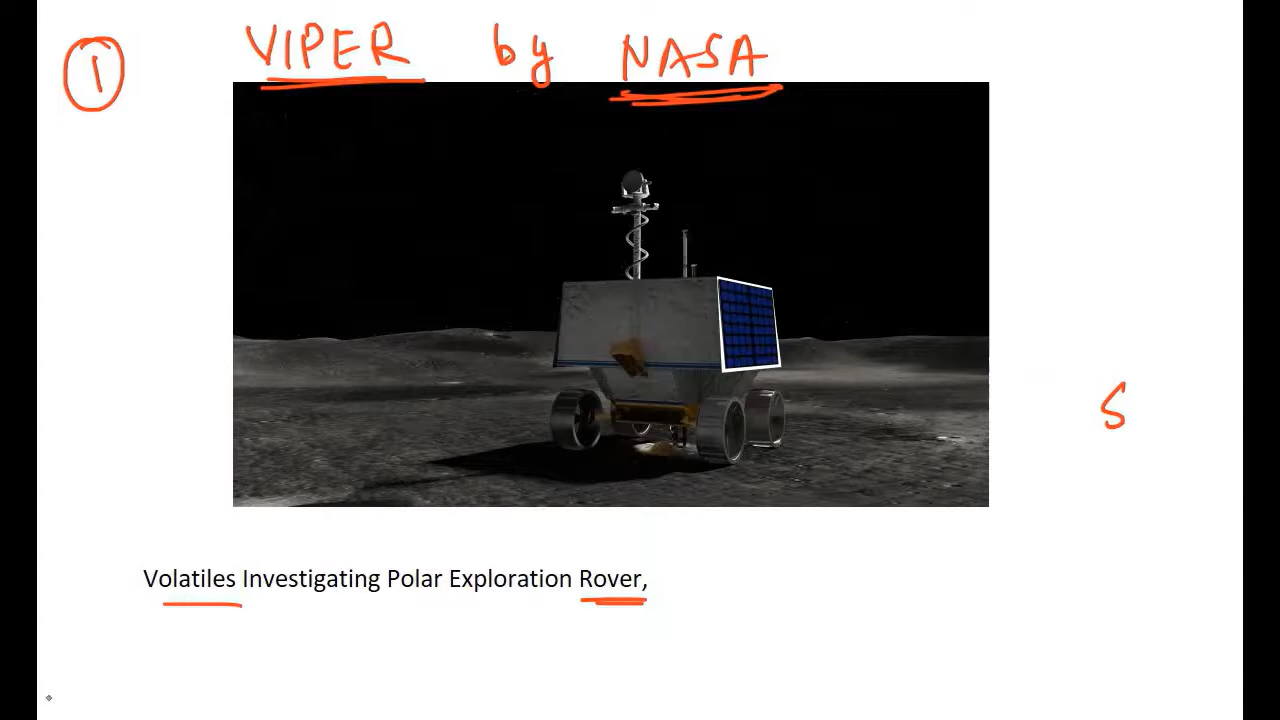 ① VIPER by NASA
S
Volatiles Investigating Polar Exploration Rover,